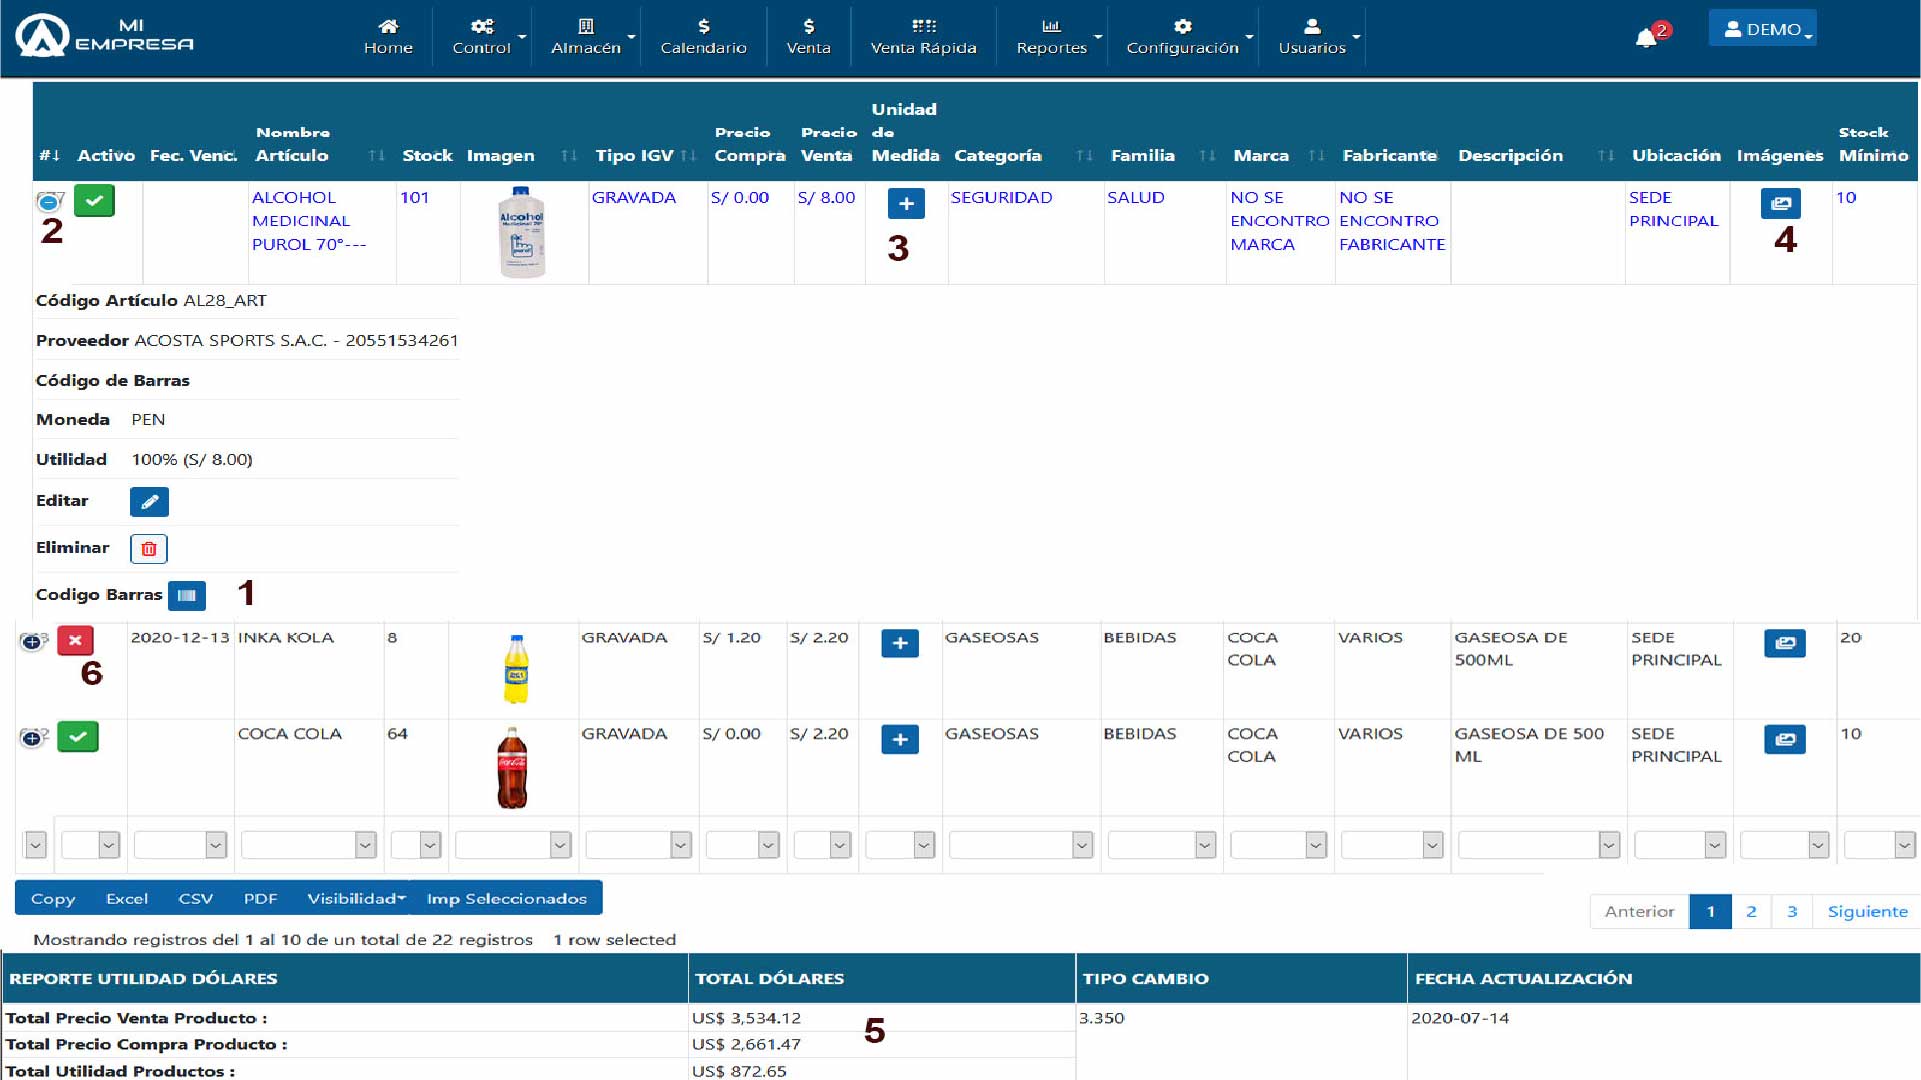 MI
EMPRESA
Home
Control
Almacén
Calendario
Venta
Venta Rápida
Reportes
Configuración
Usuarios
2
DEMO
# Activo Fec. Venc. Nombre Artículo Stock Imagen Tipo IGV Precio Compra Precio Venta Unidad de Medida Categoría Familia Marca Fabricante Descripción Ubicación Imágenes Stock Mínimo
ALCOHOL MEDICINAL PUROL 70°--- 101 GRAVADA S/ 0.00 S/ 8.00 SEGURIDAD SALUD NO SE ENCONTRO MARCA NO SE ENCONTRO FABRICANTE SEDE PRINCIPAL 10
Alcohol
purol
2
3
4
Código Artículo AL28_ART
Proveedor ACOSTA SPORTS S.A.C. - 20551534261
Código de Barras
Moneda PEN
Utilidad 100% (S/ 8.00)
Editar
Eliminar
Codigo Barras
1
2020-12-13 INKA KOLA 8 GRAVADA S/ 1.20 S/ 2.20 GASEOSAS BEBIDAS COCA COLA VARIOS GASEOSA DE 500ML SEDE PRINCIPAL 20
6
COCA COLA 64 GRAVADA S/ 0.00 S/ 2.20 GASEOSAS BEBIDAS COCA COLA VARIOS GASEOSA DE 500 ML SEDE PRINCIPAL 10
Coca-Cola
Copy Excel CSV PDF Visibilidad Imp Seleccionados
Anterior 1 2 3 Siguiente
Mostrando registros del 1 al 10 de un total de 22 registros 1 row selected
REPORTE UTILIDAD DÓLARES TOTAL DÓLARES TIPO CAMBIO FECHA ACTUALIZACIÓN
Total Precio Venta Producto : US$ 3,534.12 3.350 2020-07-14
5
Total Precio Compra Producto : US$ 2,661.47
Total Utilidad Productos : US$ 872.65